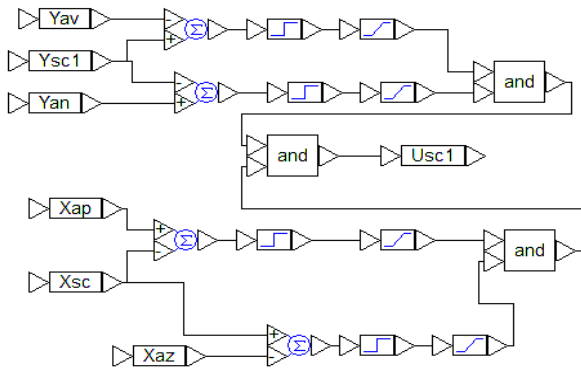 Yav
-
Σ
+
Ysc1
-
Σ
and
Yan
+
and
Usc1
Xap
+
Σ
-
and
Xsc
+
Σ
Xaz
-